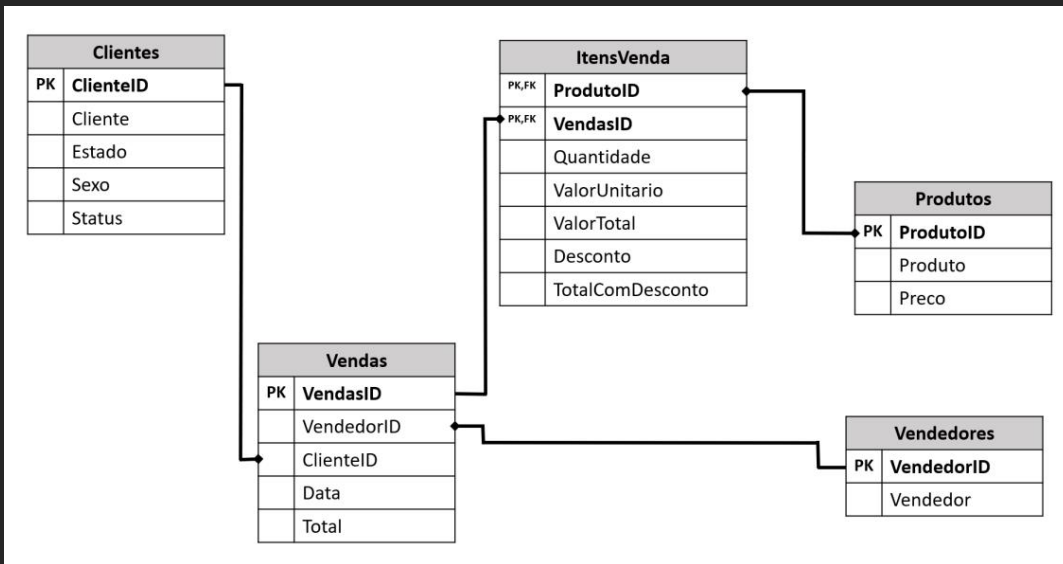 Clientes
PK ClienteID
Cliente
Estado
Sexo
Status
ItensVenda
PK,FK ProdutoID
PK,FK VendasID
Quantidade
ValorUnitario
ValorTotal
Desconto
TotalComDesconto
Produtos
PK ProdutoID
Produto
Preco
Vendas
PK VendasID
VendedorID
ClienteID
Data
Total
Vendedores
PK VendedorID
Vendedor